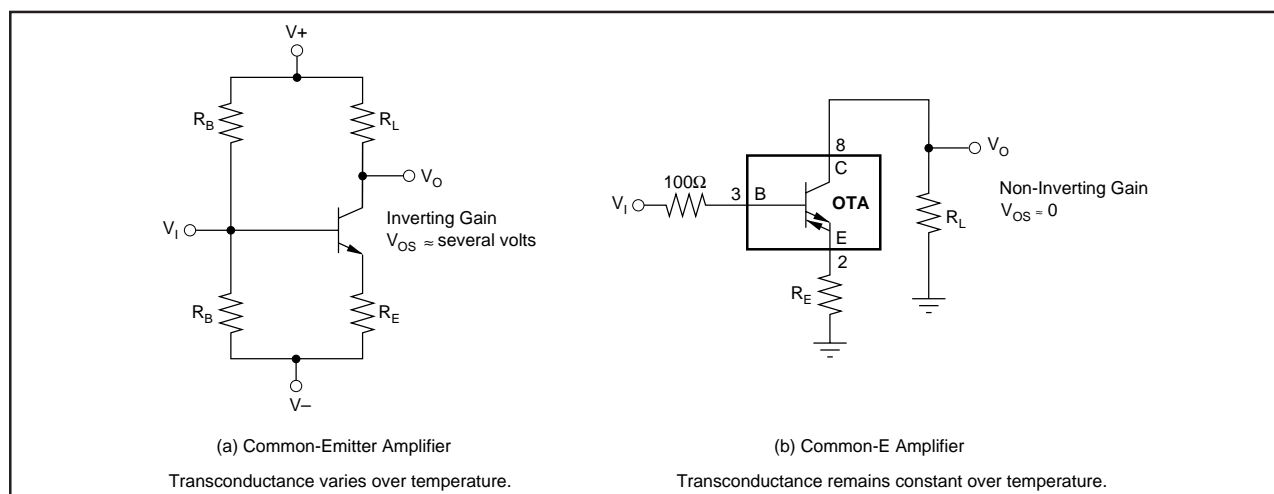 V+
R_B
R_L
V_O
V_I
Inverting Gain
V_OS ≈ several volts
R_B
R_E
V–
(a) Common-Emitter Amplifier
Transconductance varies over temperature.
8
C
V_O
100Ω
V_I
3
B
OTA
Non-Inverting Gain
V_OS ≈ 0
R_L
E
2
R_E
(b) Common-E Amplifier
Transconductance remains constant over temperature.